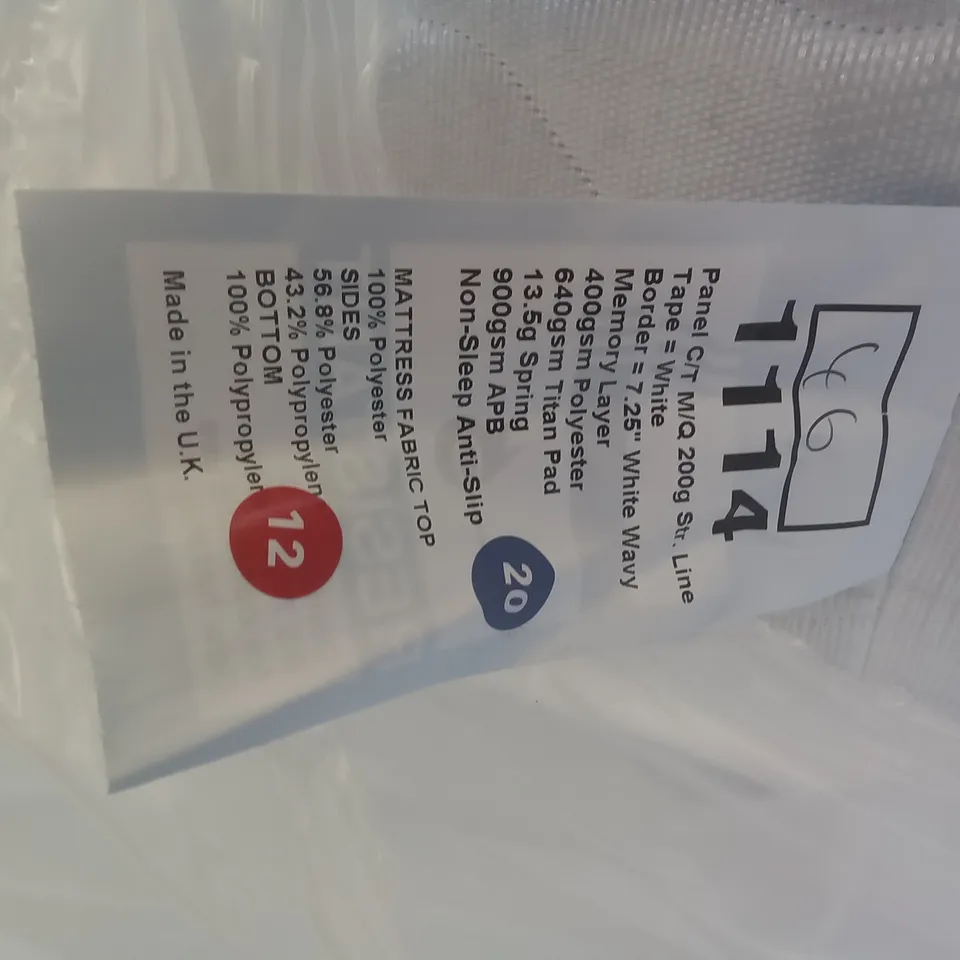 1114
Panel C/T M/Q 200g Str. Line
Tape = White
Border = 7.25" White Wavy
Memory Layer
400gsm Polyester
640gsm Titan Pad
13.5g Spring
900gsm APB
Non-Sleep Anti-Slip
20
MATTRESS FABRIC TOP
100% Polyester
SIDES
56.8% Polyester
43.2% Polypropylen
BOTTOM
100% Polypropylen
12
Made in the U.K.